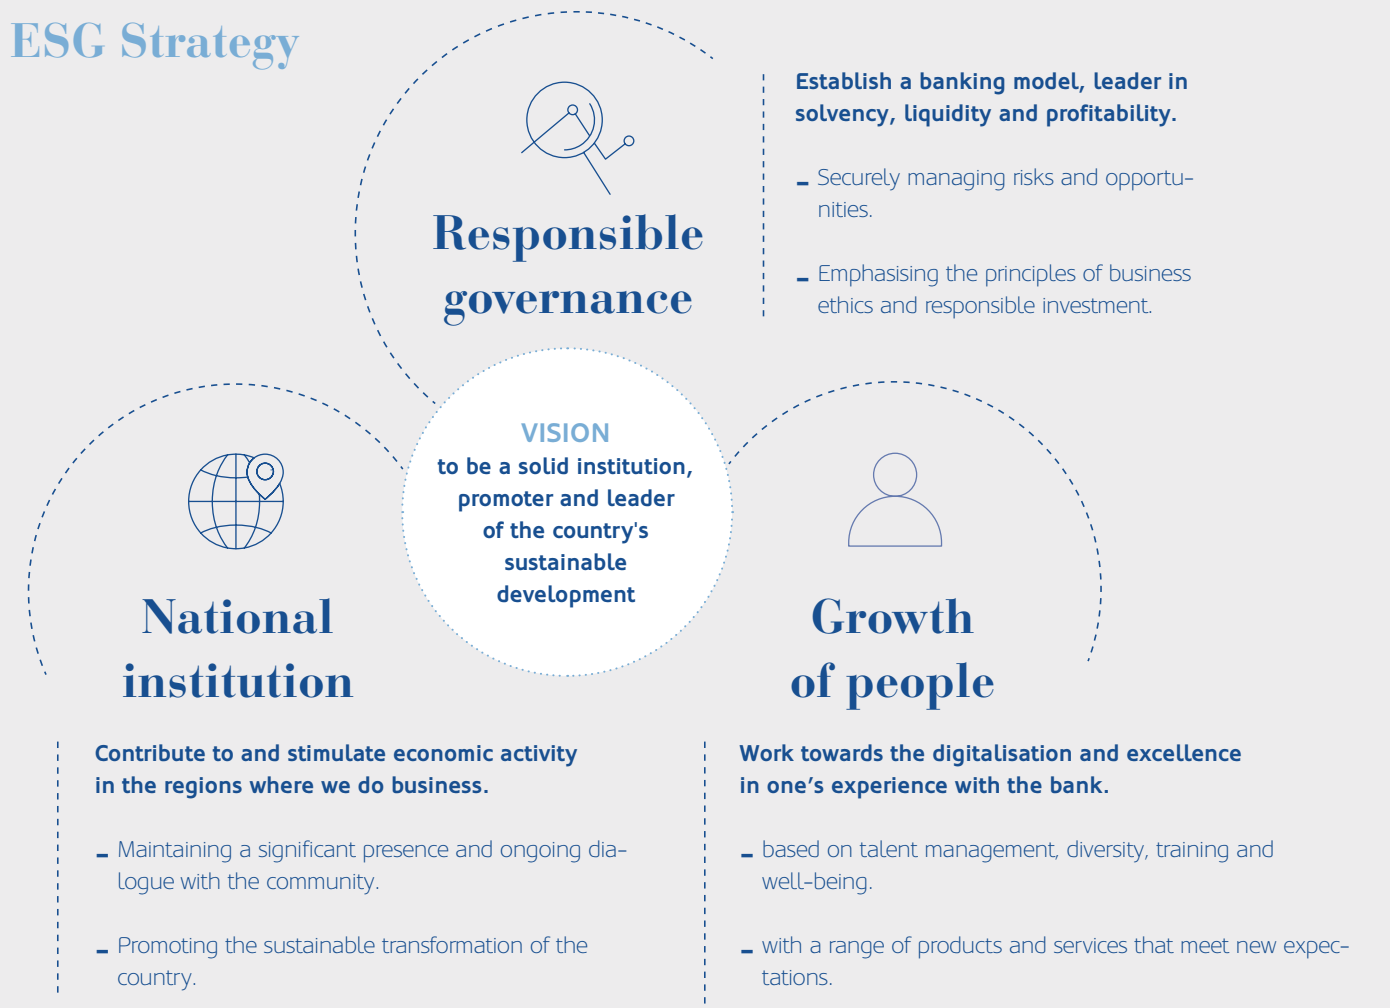 ESG Strategy
Responsible
governance
Establish a banking model, leader in
solvency, liquidity and profitability.
- Securely managing risks and opportu-
nities.
- Emphasising the principles of business
ethics and responsible investment.
VISION
to be a solid institution,
promoter and leader
of the country's
sustainable
development
National
institution
Contribute to and stimulate economic activity
in the regions where we do business.
- Maintaining a significant presence and ongoing dia-
logue with the community.
- Promoting the sustainable transformation of the
country.
Growth
of people
Work towards the digitalisation and excellence
in one’s experience with the bank.
- based on talent management, diversity, training and
well-being.
- with a range of products and services that meet new expec-
tations.